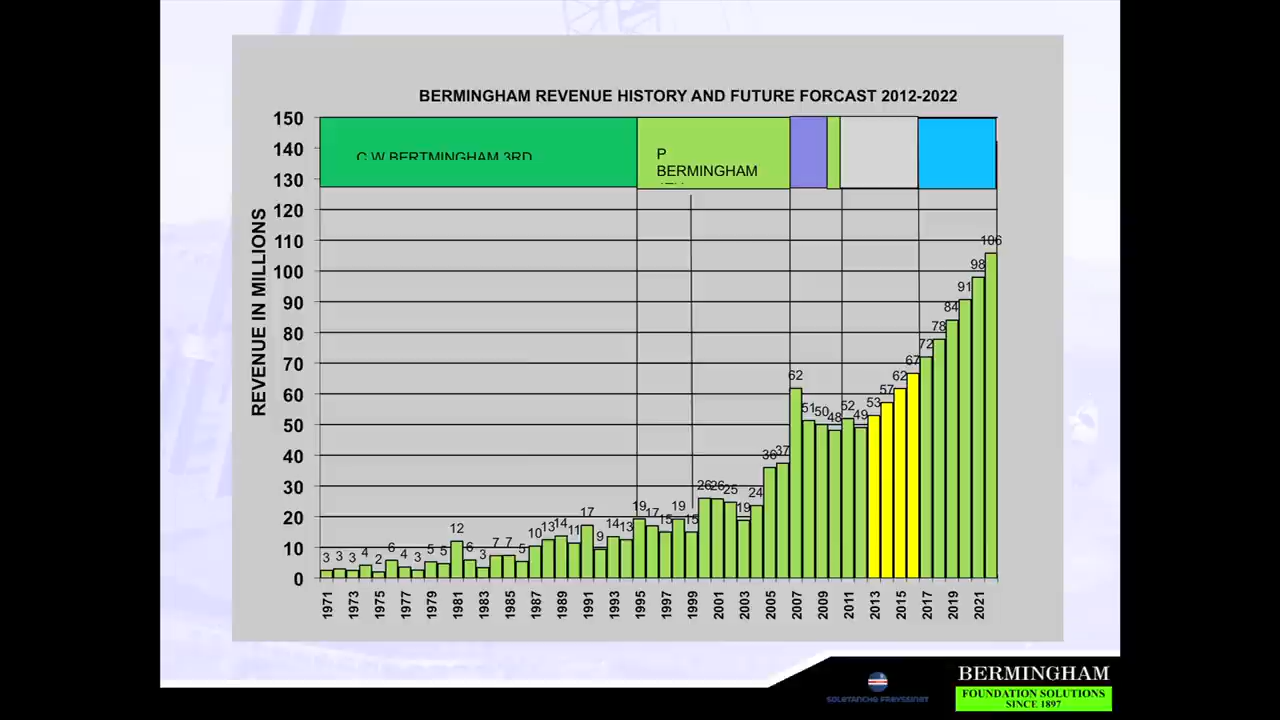 BERMINGHAM REVENUE HISTORY AND FUTURE FORCAST 2012-2022
REVENUE IN MILLIONS
150
140
130
120
110
100
90
80
70
60
50
40
30
20
10
0
C W BERTMINGHAM 3RD
P
BERMINGHAM
3 3 3 4 2 6 4 3 5 5 12 6 3 7 7 5 10 13 14 11 17 9 14 13 19 17 15 19 15 26 26 25 19 24 36 37 62 51 50 48 52 49 53 57 62 67 72 78 84 91 98 106
1971 1973 1975 1977 1979 1981 1983 1985 1987 1989 1991 1993 1995 1997 1999 2001 2003 2005 2007 2009 2011 2013 2015 2017 2019 2021
SOLETANCHE FREYSSINET
BERMINGHAM
FOUNDATION SOLUTIONS
SINCE 1897